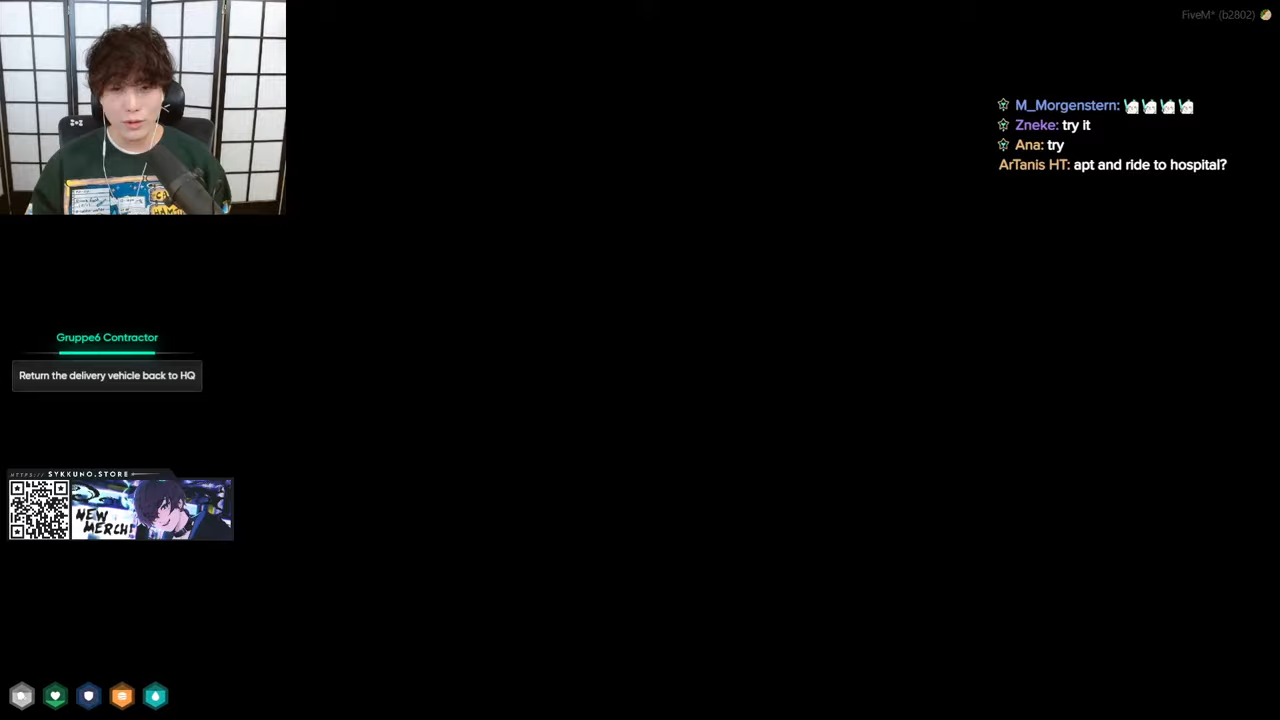 FiveM* (b2802)
M_Morgenstern:
Zneke: try it
Ana: try
ArTanis HT: apt and ride to hospital?
Gruppe6 Contractor
Return the delivery vehicle back to HQ
HTTPS:// SYKKUNO.STORE
NEW
MERCH!